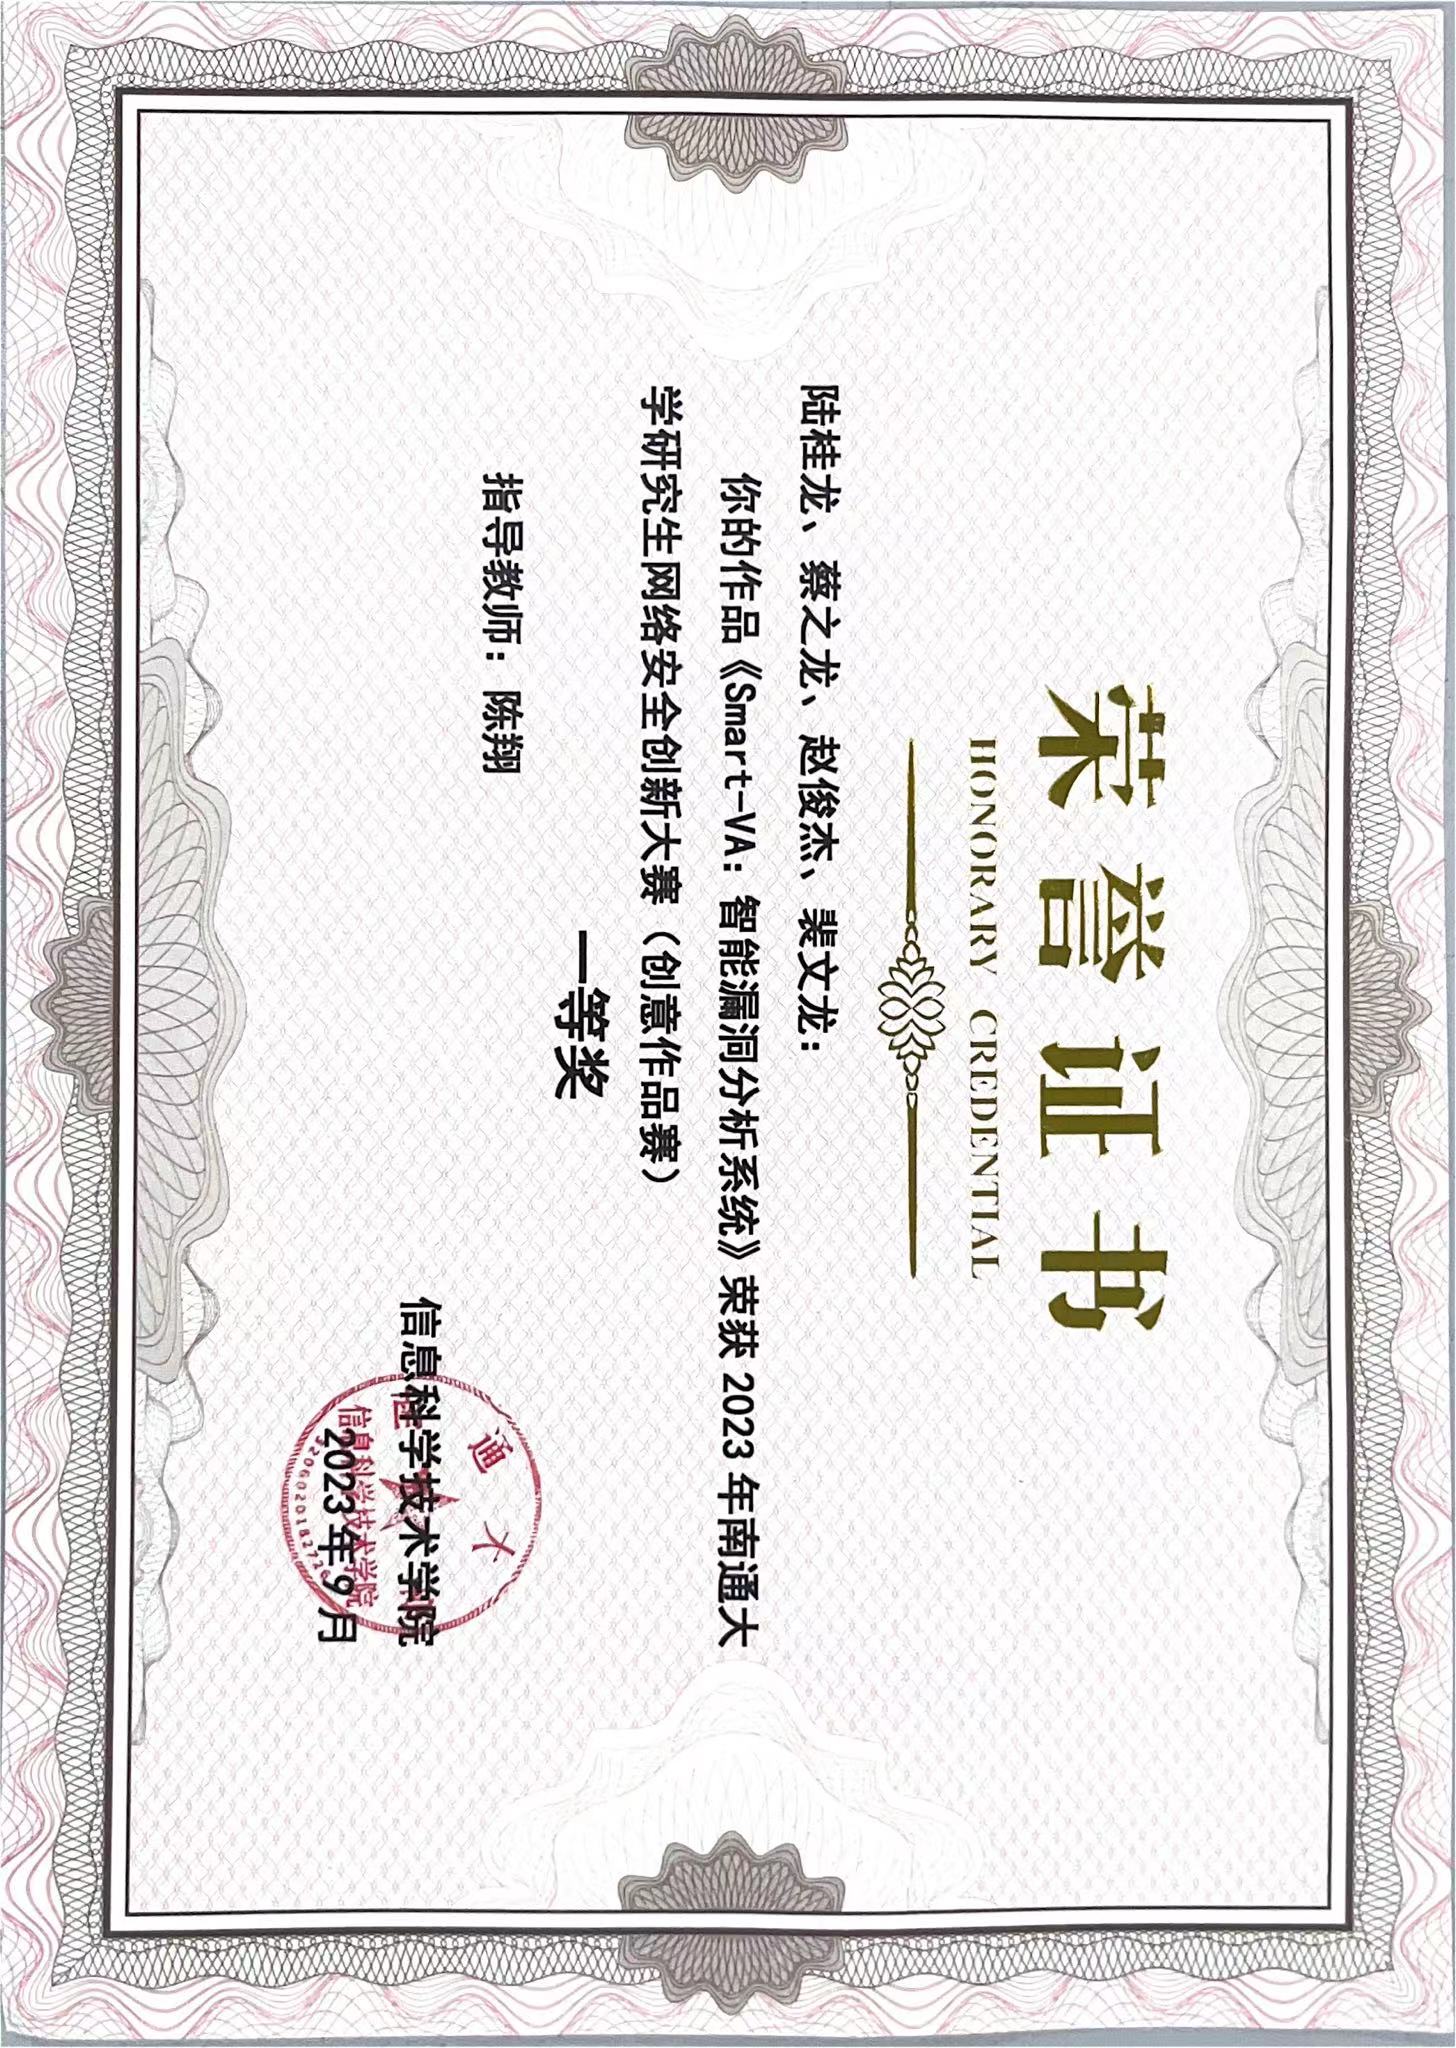 荣誉证书
HONORARY CREDENTIAL
陆桂龙、蔡之龙、赵俊杰、裴文龙：
你的作品《Smart-VA：智能漏洞分析系统》荣获 2023 年南通大
学研究生网络安全创新大赛（创意作品赛）
一等奖
指导教师：陈翔
信息科学技术学院
2023 年 9 月
南通大学
信息科学技术学院